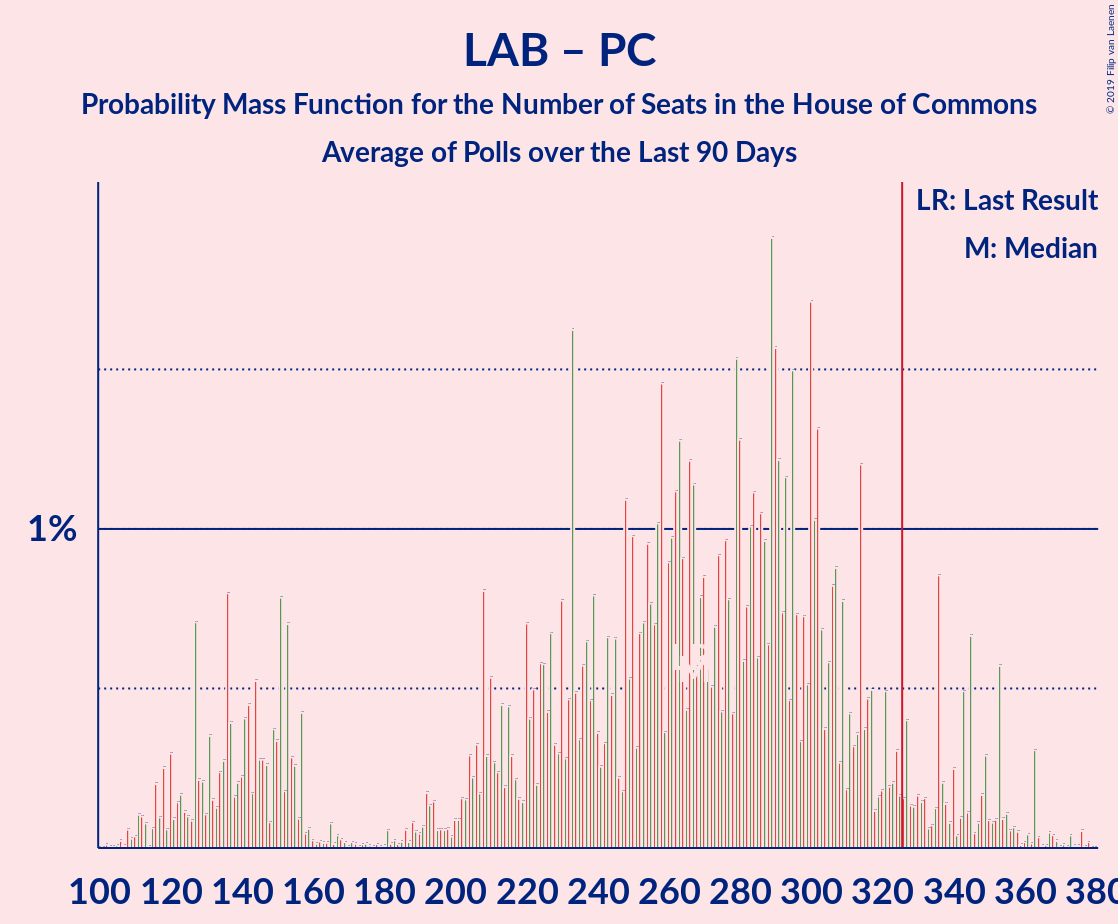 LAB – PC
Probability Mass Function for the Number of Seats in the House of Commons
Average of Polls over the Last 90 Days
© 2019 Filip van Laenen
LR: Last Result
M: Median
1%
100 120 140 160 180 200 220 240 260 280 300 320 340 360 380